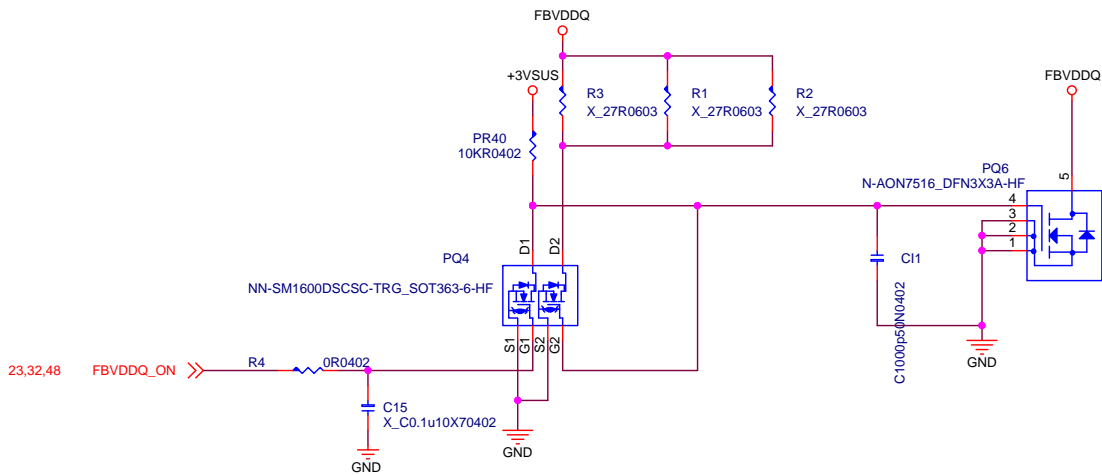 FBVDDQ
+3VSUS
R3
X_27R0603
R1
X_27R0603
R2
X_27R0603
FBVDDQ
PR40
10KR0402
PQ6
N-AON7516_DFN3X3A-HF
5
4
3
2
1
D1
D2
PQ4
NN-SM1600DSCSC-TRG_SOT363-6-HF
S1
G1
S2
G2
CI1
C1000p50N0402
GND
23,32,48
FBVDDQ_ON
R4
0R0402
C15
X_C0.1u10X70402
GND
GND